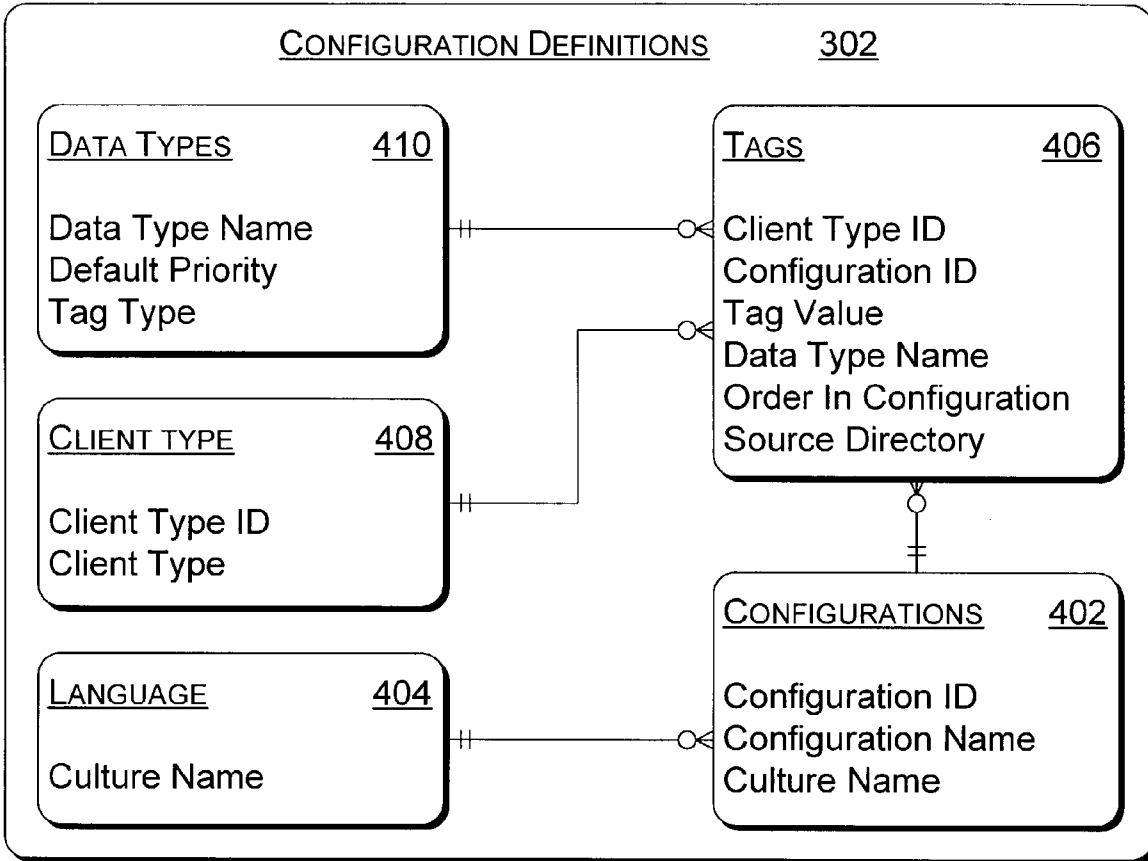 CONFIGURATION DEFINITIONS 302
DATA TYPES 410
Data Type Name
Default Priority
Tag Type
CLIENT TYPE 408
Client Type ID
Client Type
LANGUAGE 404
Culture Name
TAGS 406
Client Type ID
Configuration ID
Tag Value
Data Type Name
Order In Configuration
Source Directory
CONFIGURATIONS 402
Configuration ID
Configuration Name
Culture Name